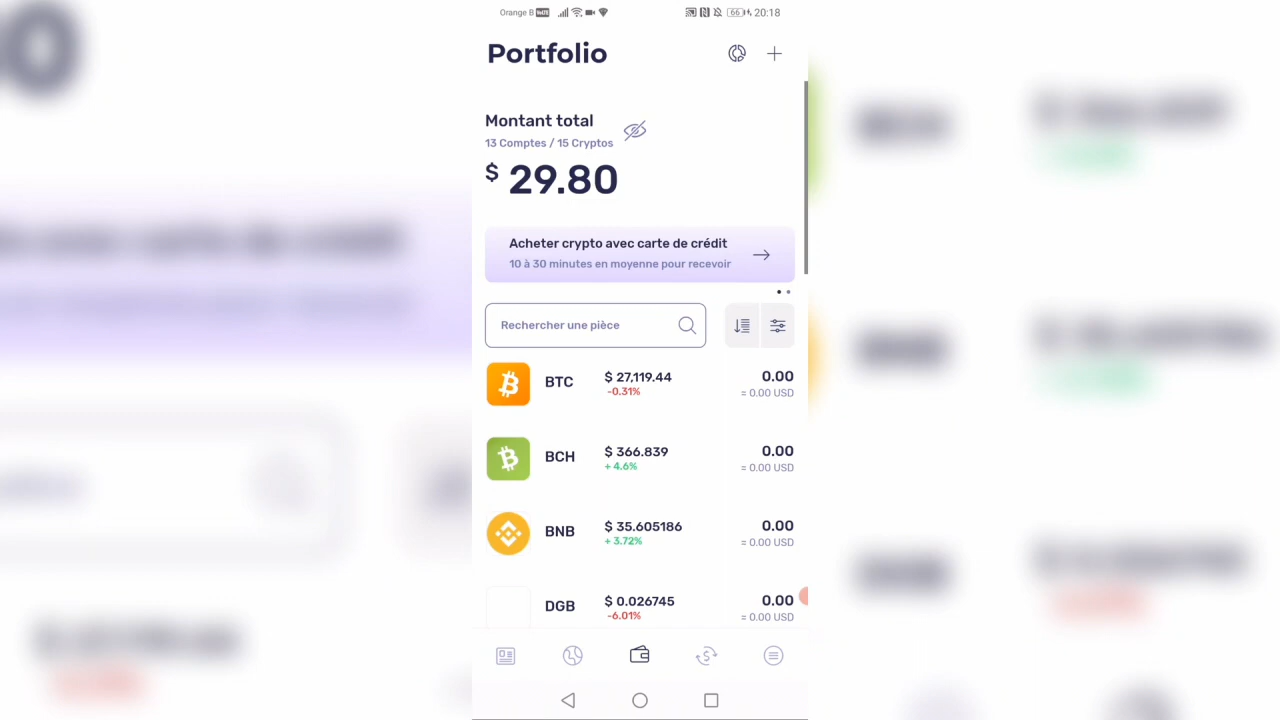 Orange B VoLTE 66 20:18
Portfolio
Montant total
13 Comptes / 15 Cryptos
$ 29.80
Acheter crypto avec carte de crédit
10 à 30 minutes en moyenne pour recevoir
Rechercher une pièce
BTC $ 27,119.44 0.00
-0.31% = 0.00 USD
BCH $ 366.839 0.00
+ 4.6% = 0.00 USD
BNB $ 35.605186 0.00
+ 3.72% = 0.00 USD
DGB $ 0.026745 0.00
-6.01% = 0.00 USD